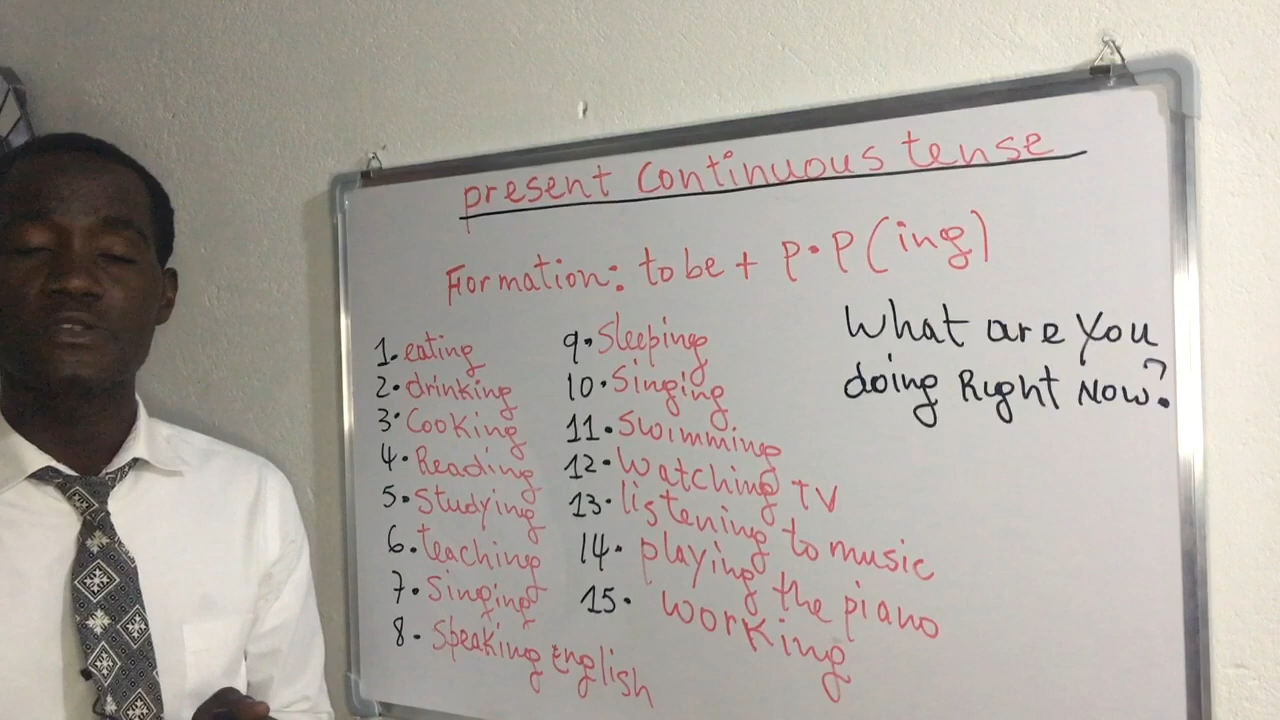 present continuous tense
Formation: to be + p.p (ing)
1. eating
2. drinking
3. Cooking
4. Reading
5. Studying
6. teaching
7. Singing
8. Speaking English
9. Sleeping
10. Singing
11. Swimming
12. Watching TV
13. listening to music
14. playing the piano
15. working
What are you
doing Right Now?